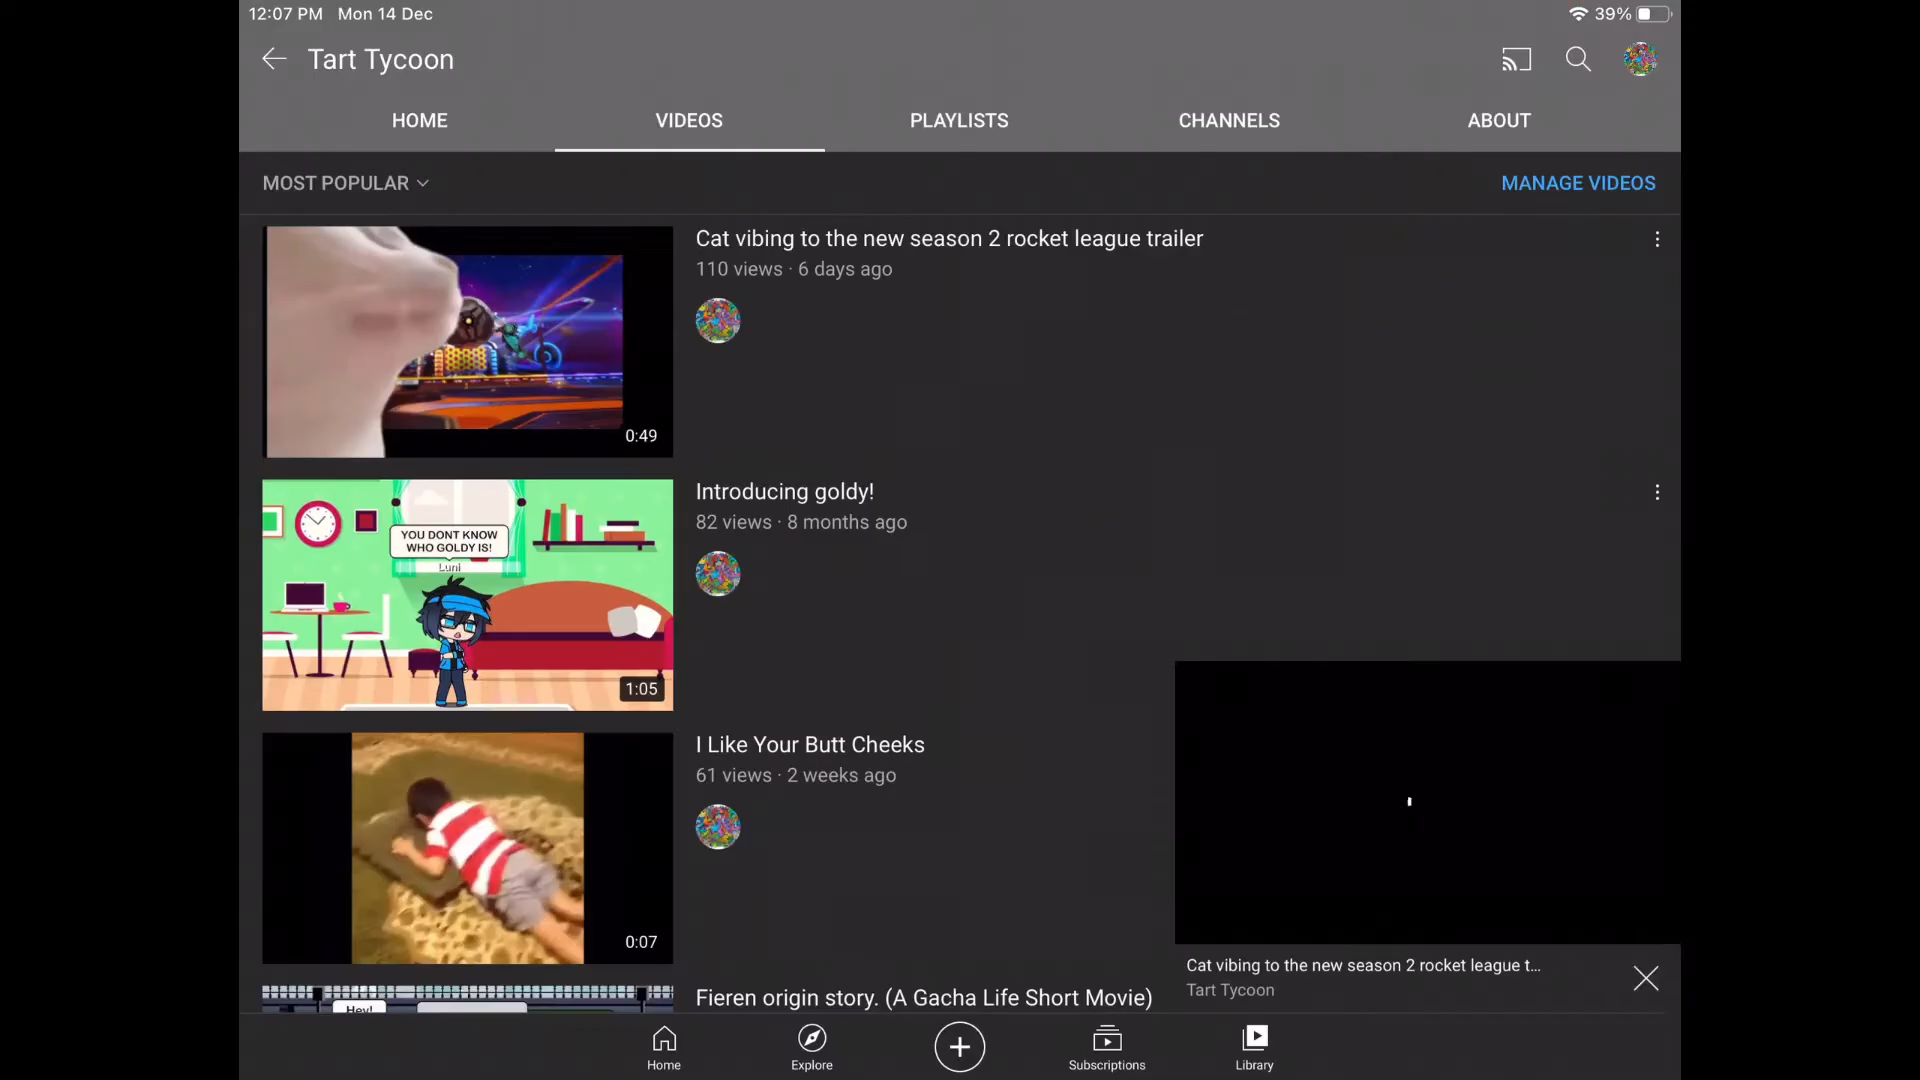 12:07 PM Mon 14 Dec
39%
Tart Tycoon
HOME VIDEOS PLAYLISTS CHANNELS ABOUT
MOST POPULAR
MANAGE VIDEOS
Cat vibing to the new season 2 rocket league trailer
110 views · 6 days ago
0:49
Introducing goldy!
82 views · 8 months ago
YOU DONT KNOW
WHO GOLDY IS!
Luni
1:05
I Like Your Butt Cheeks
61 views · 2 weeks ago
0:07
Cat vibing to the new season 2 rocket league t...
Tart Tycoon
Fieren origin story. (A Gacha Life Short Movie)
Hey!
Home Explore Subscriptions Library